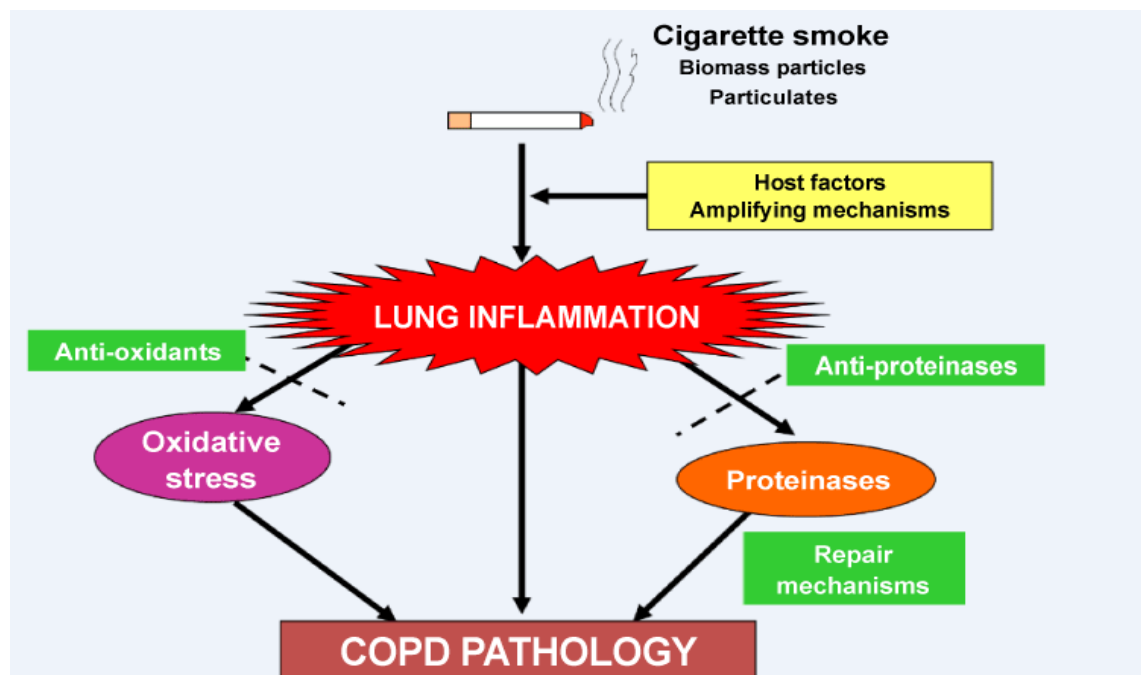 Cigarette smoke
Biomass particles
Particulates
Host factors
Amplifying mechanisms
LUNG INFLAMMATION
Anti-oxidants
Anti-proteinases
Oxidative
stress
Proteinases
Repair
mechanisms
COPD PATHOLOGY